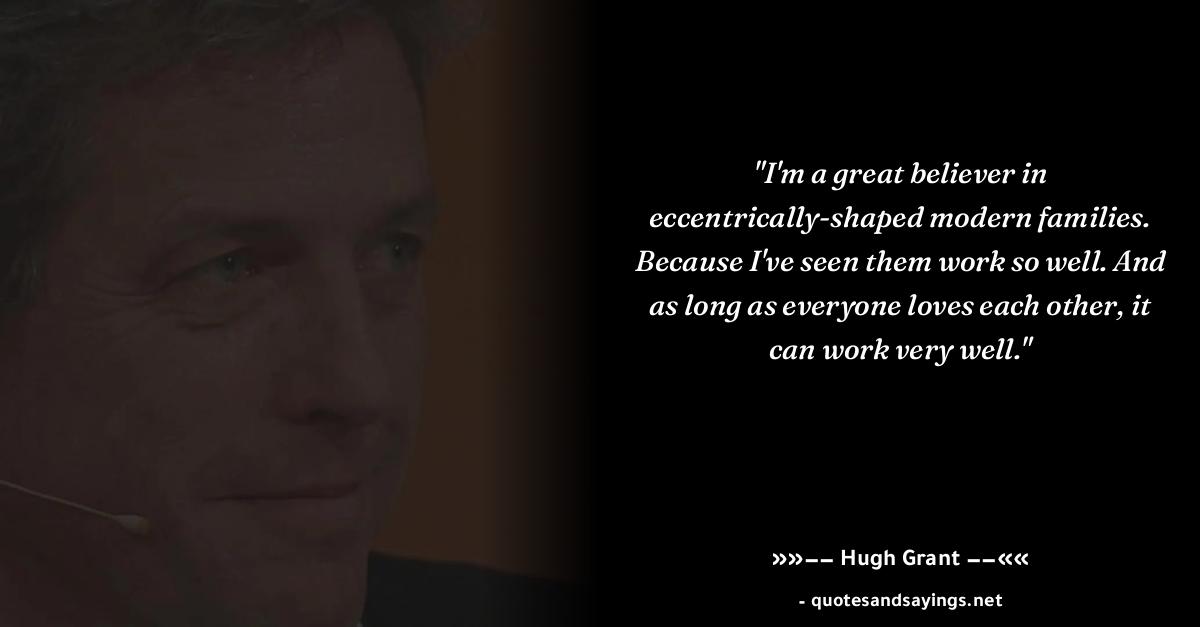 "I'm a great believer in
eccentrically-shaped modern families.
Because I've seen them work so well. And
as long as everyone loves each other, it
can work very well."
»»−− Hugh Grant −−««
- quotesandsayings.net